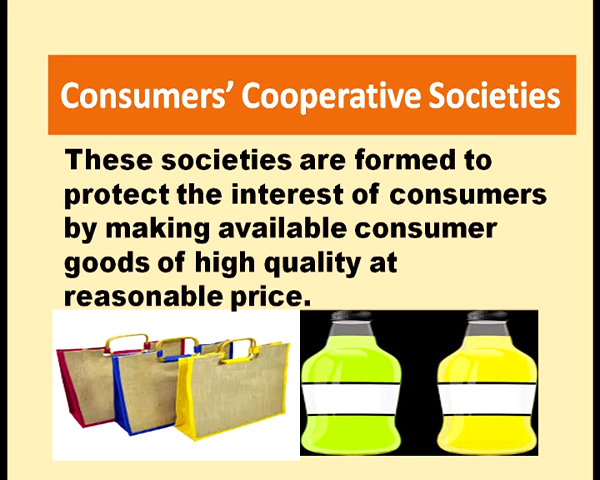 Consumers’ Cooperative Societies
These societies are formed to
protect the interest of consumers
by making available consumer
goods of high quality at
reasonable price.